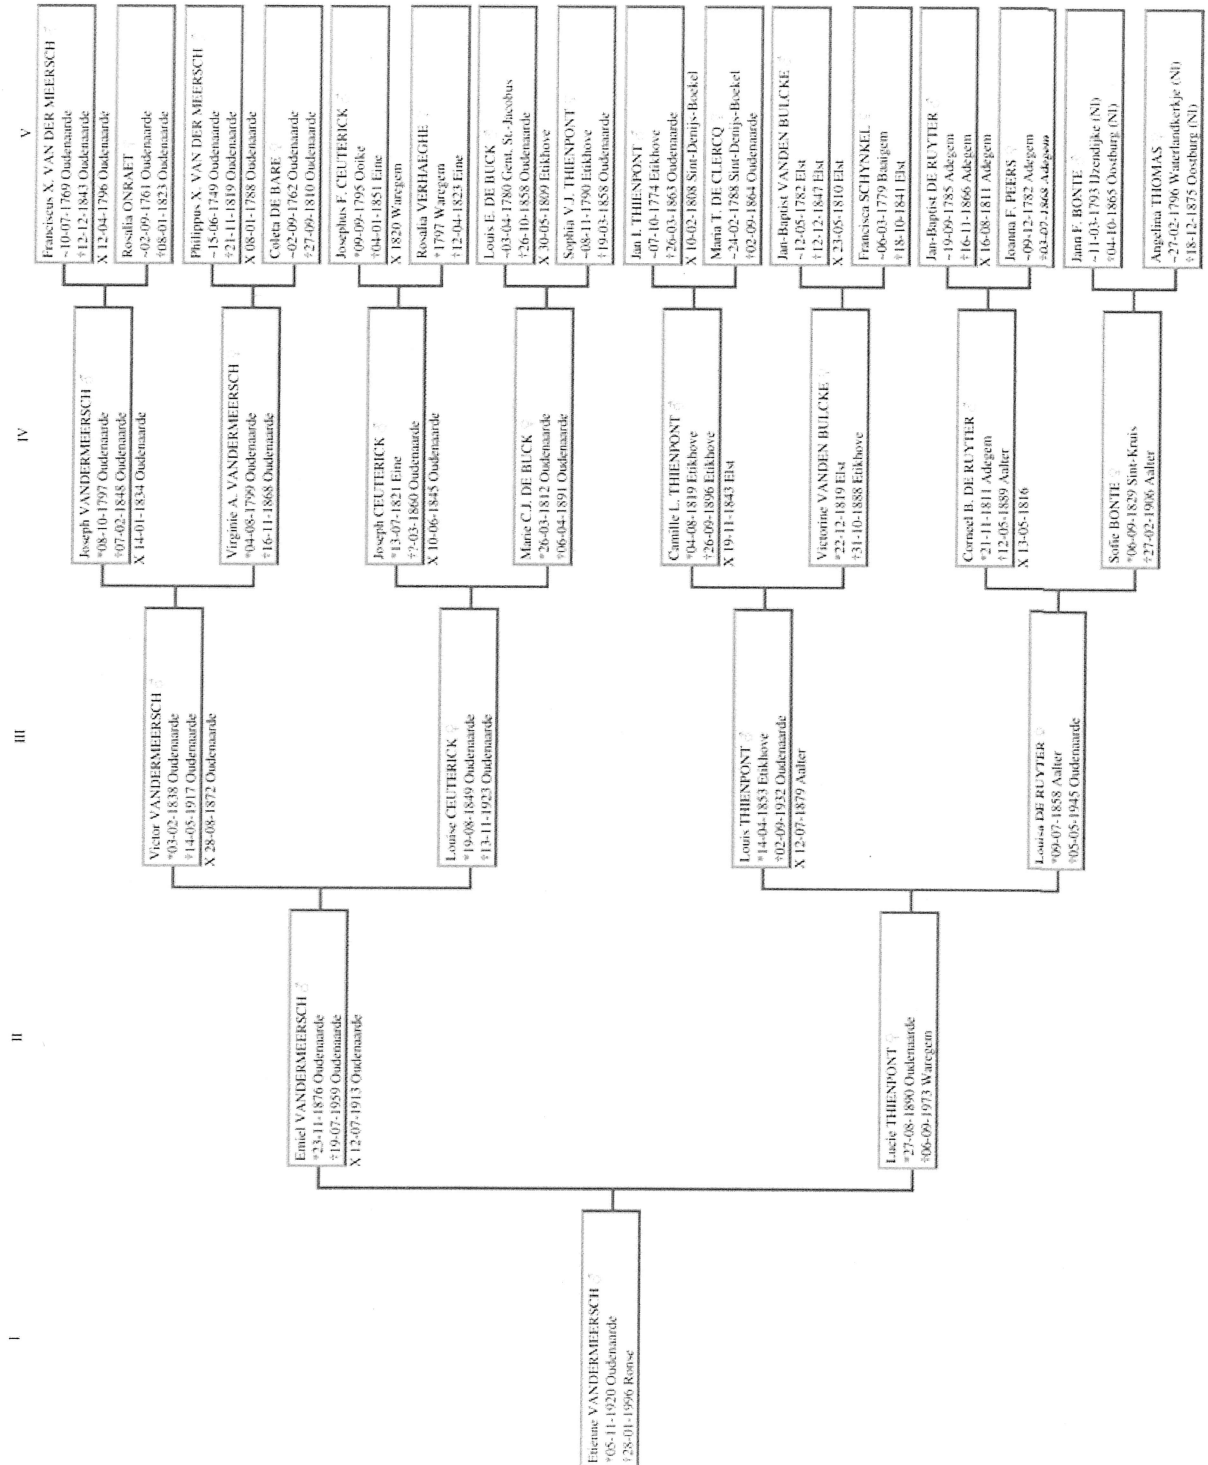 I
II
III
IV
V
Etienne VANDERMEERSCH ♂
*05-11-1920 Oudenaarde
†28-01-1996 Ronse
Emiel VANDERMEERSCH ♂
*23-11-1876 Oudenaarde
†19-07-1959 Oudenaarde
X 12-07-1913 Oudenaarde
Lucie THIENPONT ♀
*27-08-1890 Oudenaarde
†06-09-1973 Waregem
Victor VANDERMEERSCH ♂
*03-02-1838 Oudenaarde
†14-05-1917 Oudenaarde
X 28-08-1872 Oudenaarde
Louise CEUTERICK ♀
*19-08-1849 Oudenaarde
†13-11-1923 Oudenaarde
Louis THIENPONT ♂
*14-04-1853 Etikhove
†02-09-1932 Oudenaarde
X 12-07-1879 Aalter
Louisa DE RUYTER ♀
*09-07-1858 Aalter
†05-05-1945 Oudenaarde
Joseph VANDERMEERSCH ♂
*08-10-1797 Oudenaarde
†07-02-1848 Oudenaarde
X 14-01-1834 Oudenaarde
Virginie A. VANDERMEERSCH ♀
*04-08-1799 Oudenaarde
†16-11-1868 Oudenaarde
Joseph CEUTERICK ♂
*13-07-1821 Eine
†?-03-1860 Oudenaarde
X 10-06-1845 Oudenaarde
Marie C.J. DE BUCK ♀
*26-03-1812 Oudenaarde
†06-04-1891 Oudenaarde
Camille L. THIENPONT ♂
*04-08-1819 Etikhove
†26-09-1896 Etikhove
X 19-11-1843 Elst
Victorine VANDEN BULCKE ♀
*22-12-1819 Elst
†31-10-1888 Etikhove
Corneel B. DE RUYTER ♂
*21-11-1811 Adegem
†12-05-1889 Aalter
X 13-05-1816
Sofie BONTE ♀
*06-09-1829 Sint-Kruis
†27-02-1906 Aalter
Franciscus X. VAN DER MEERSCH ♂
~10-07-1769 Oudenaarde
†12-12-1843 Oudenaarde
X 12-04-1796 Oudenaarde
Rosalia ONRAET ♀
~02-09-1761 Oudenaarde
†08-01-1823 Oudenaarde
Philippus X. VAN DER MEERSCH ♂
~15-06-1749 Oudenaarde
†21-11-1819 Oudenaarde
X 08-01-1788 Oudenaarde
Coleta DE BARE ♀
~02-09-1762 Oudenaarde
†27-09-1810 Oudenaarde
Josephus F. CEUTERICK ♂
*09-09-1795 Ooike
†04-01-1851 Eine
X 1820 Waregem
Rosalia VERHAEGHE ♀
*1797 Waregem
†12-04-1823 Eine
Louis E. DE BUCK ♂
~03-04-1780 Gent, St.-Jacobus
†26-10-1858 Oudenaarde
X 30-05-1809 Etikhove
Sophia V.J. THIENPONT ♀
~08-11-1790 Etikhove
†19-03-1858 Oudenaarde
Jan I. THIENPONT ♂
~07-10-1774 Etikhove
†26-03-1863 Oudenaarde
X 10-02-1808 Sint-Denijs-Boekel
Maria T. DE CLERCQ ♀
~24-02-1788 Sint-Denijs-Boekel
†02-09-1864 Oudenaarde
Jan-Baptist VANDEN BULCKE ♂
~12-05-1782 Elst
†12-12-1847 Elst
X 23-05-1810 Elst
Francisca SCHYNKEL ♀
~06-03-1779 Baaigem
†18-10-1841 Elst
Jan-Baptist DE RUYTER ♂
~19-09-1785 Adegem
†16-11-1866 Adegem
X 16-08-1811 Adegem
Joanna F. PEERS ♀
~09-12-1782 Adegem
†03-07-1868 Adegem
Jann F. BONTE ♂
~11-03-1793 IJzendijke (Nl)
†04-10-1865 Oostburg (Nl)
Angelina THOMAS
~27-02-1796 Waterlandkerkje (Nl)
†18-12-1875 Oostburg (Nl)